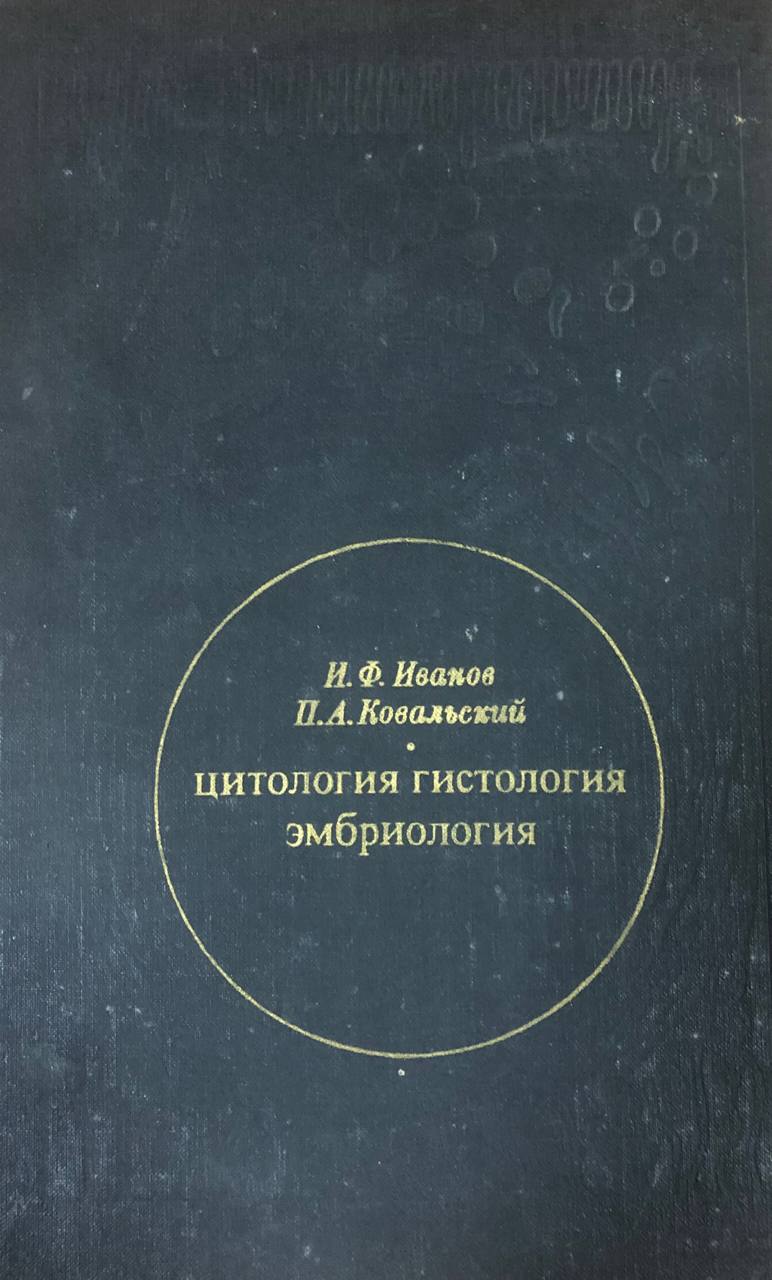 И. Ф. Иванов
П. А. Ковальский
цитология гистология
эмбриология